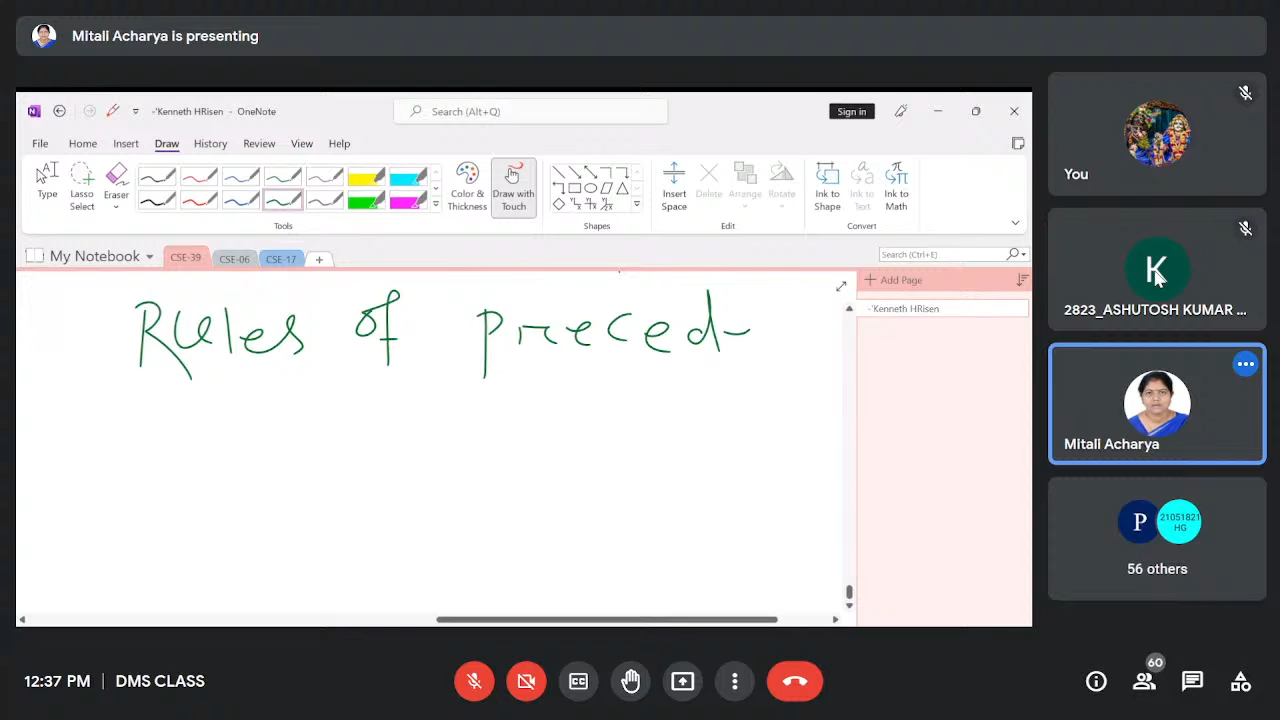 Mitali Acharya is presenting
-'Kenneth HRisen - OneNote
Search (Alt+Q)
Sign in
File Home Insert Draw History Review View Help
Type
Lasso Select
Eraser
Color & Thickness
Draw with Touch
Insert Space
Delete
Arrange
Rotate
Ink to Shape
Ink to Text
Ink to Math
Tools
Shapes
Edit
Convert
My Notebook
CSE-39
CSE-06
CSE-17
Search (Ctrl+E)
Add Page
-'Kenneth HRisen
Rules of preced-
You
K
2823_ASHUTOSH KUMAR ...
Mitali Acharya
P
21051821
HG
56 others
12:37 PM | DMS CLASS
CC
60